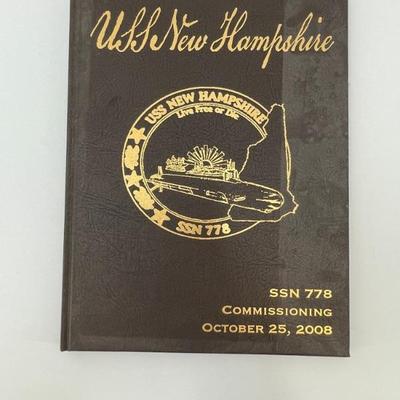 USS New Hampshire
USS NEW HAMPSHIRE
Live Free or Die
SSN 778
SSN 778
COMMISSIONING
OCTOBER 25, 2008